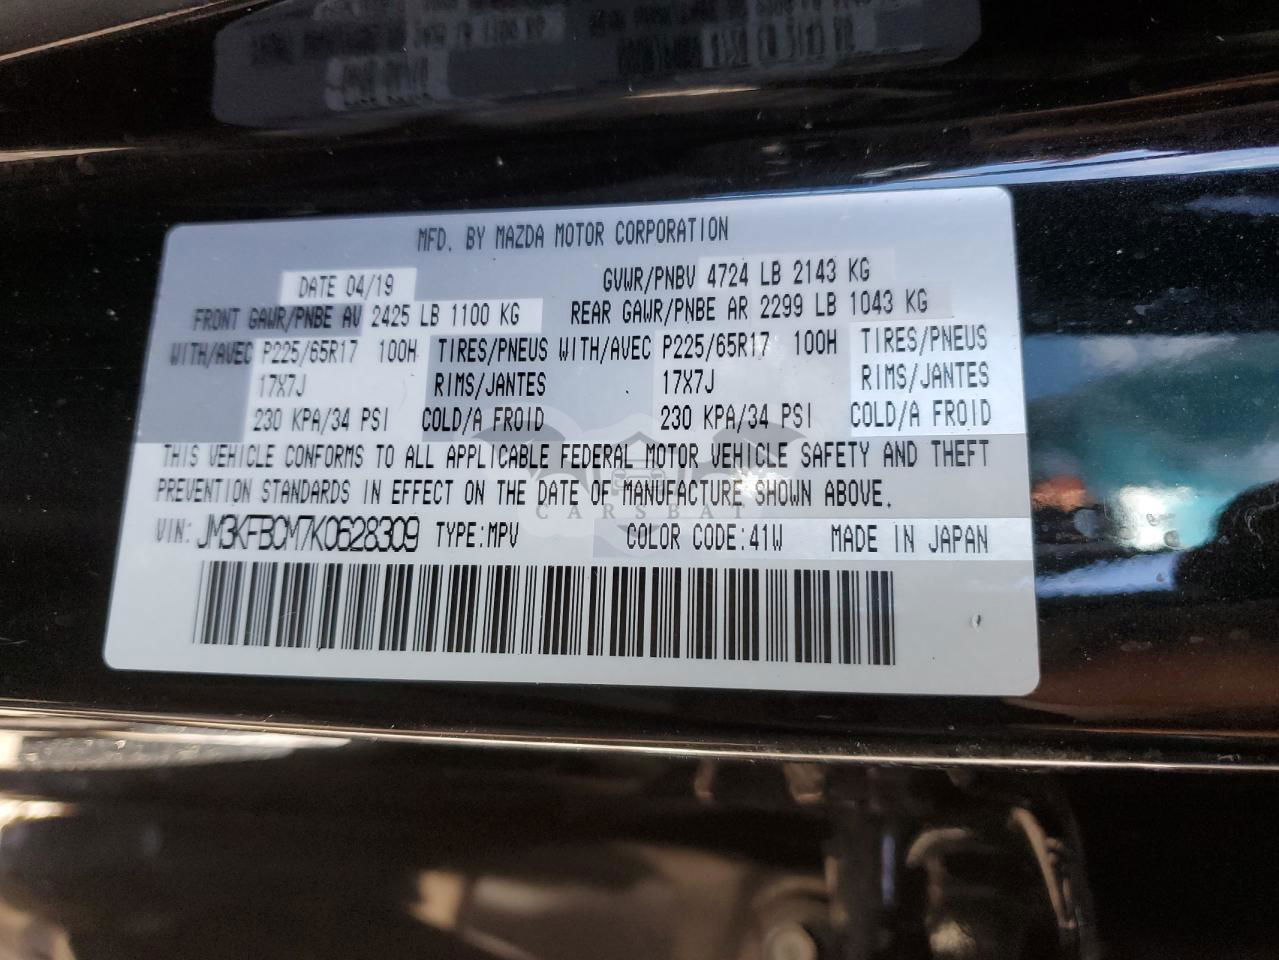 MFD. BY MAZDA MOTOR CORPORATION
DATE 04/19 GVWR/PNBV 4724 LB 2143 KG
FRONT GAWR/PNBE AV 2425 LB 1100 KG REAR GAWR/PNBE AR 2299 LB 1043 KG
WITH/AVEC P225/65R17 100H TIRES/PNEUS WITH/AVEC P225/65R17 100H TIRES/PNEUS
17X7J RIMS/JANTES 17X7J RIMS/JANTES
230 KPA/34 PSI COLD/A FROID 230 KPA/34 PSI COLD/A FROID
THIS VEHICLE CONFORMS TO ALL APPLICABLE FEDERAL MOTOR VEHICLE SAFETY AND THEFT
PREVENTION STANDARDS IN EFFECT ON THE DATE OF MANUFACTURE SHOWN ABOVE.
CARSBAT
VIN: JM3KFBCM7K0628309 TYPE:MPV COLOR CODE:41W MADE IN JAPAN